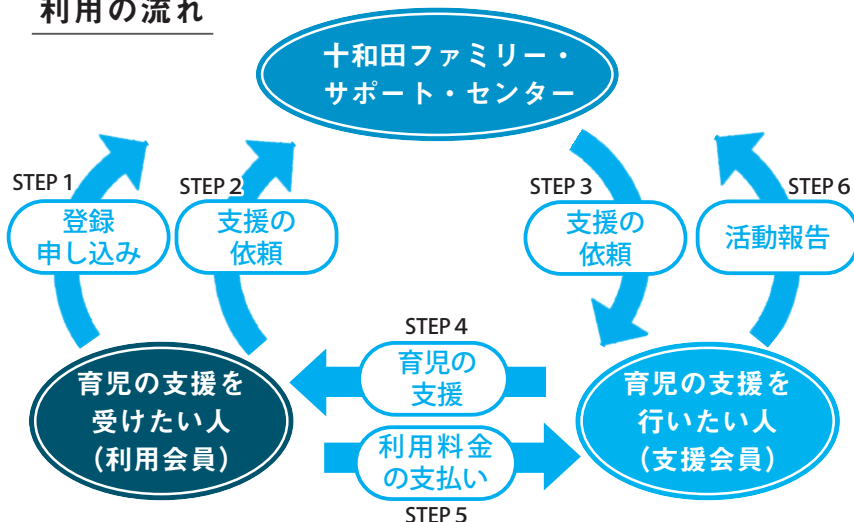 利用の流れ
十和田ファミリー・
サポート・センター
STEP 1
登録
申し込み
STEP 2
支援の
依頼
STEP 3
支援の
依頼
STEP 6
活動報告
STEP 4
育児の
支援
育児の支援を
受けたい人
（利用会員）
育児の支援を
行いたい人
（支援会員）
利用料金
の支払い
STEP 5